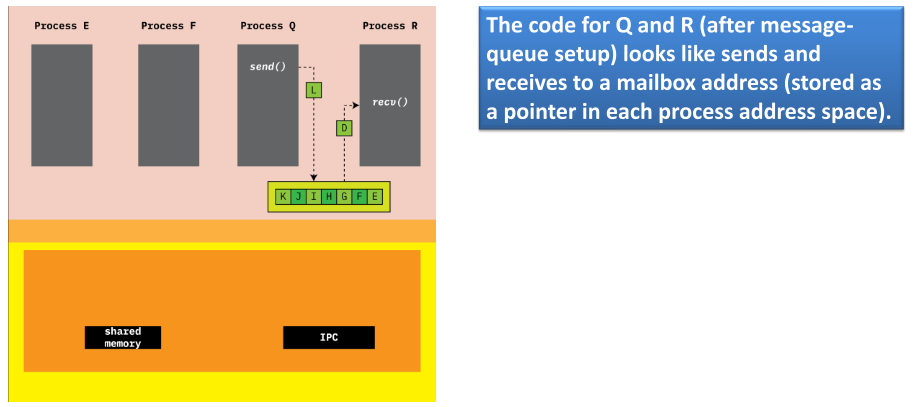 Process E Process F Process Q Process R
send()
L
recv()
D
K J I H G F E
shared
memory
IPC
The code for Q and R (after message-
queue setup) looks like sends and
receives to a mailbox address (stored as
a pointer in each process address space).